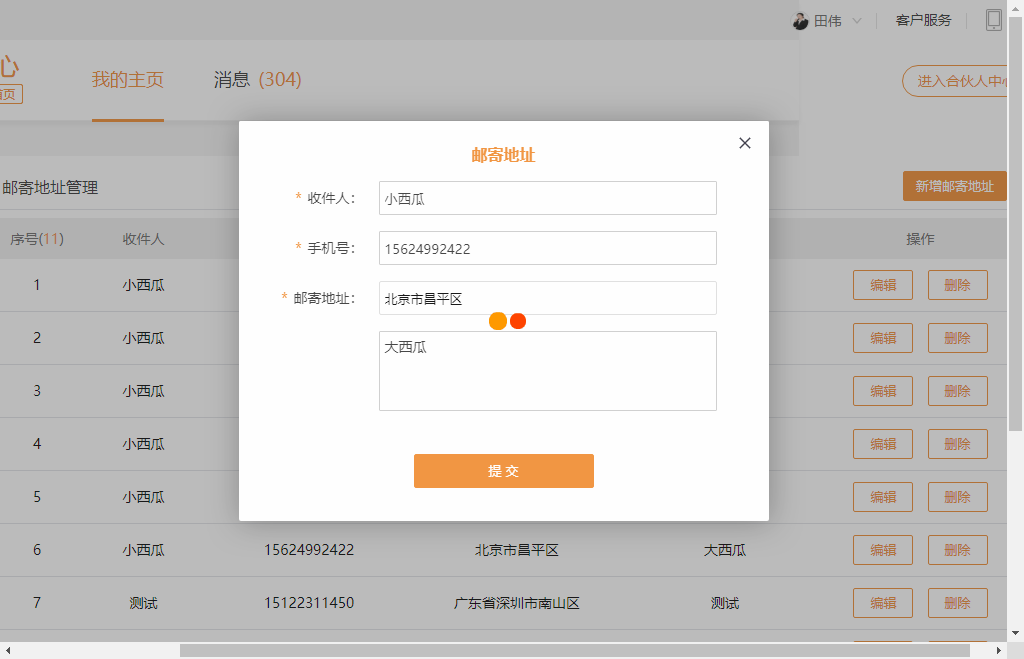 田伟
客户服务
心
首页
我的主页
消息 (304)
进入合伙人中心
邮寄地址管理
新增邮寄地址
邮寄地址
* 收件人: 小西瓜
* 手机号: 15624992422
* 邮寄地址: 北京市昌平区
大西瓜
提 交
序号(11) 收件人 操作
1 小西瓜 编辑 删除
2 小西瓜 编辑 删除
3 小西瓜 编辑 删除
4 小西瓜 编辑 删除
5 小西瓜 编辑 删除
6 小西瓜 15624992422 北京市昌平区 大西瓜 编辑 删除
7 测试 15122311450 广东省深圳市南山区 测试 编辑 删除